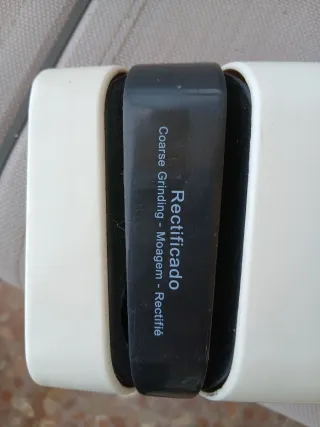 Rectificado
Coarse Grinding - Moagem - Rectifié